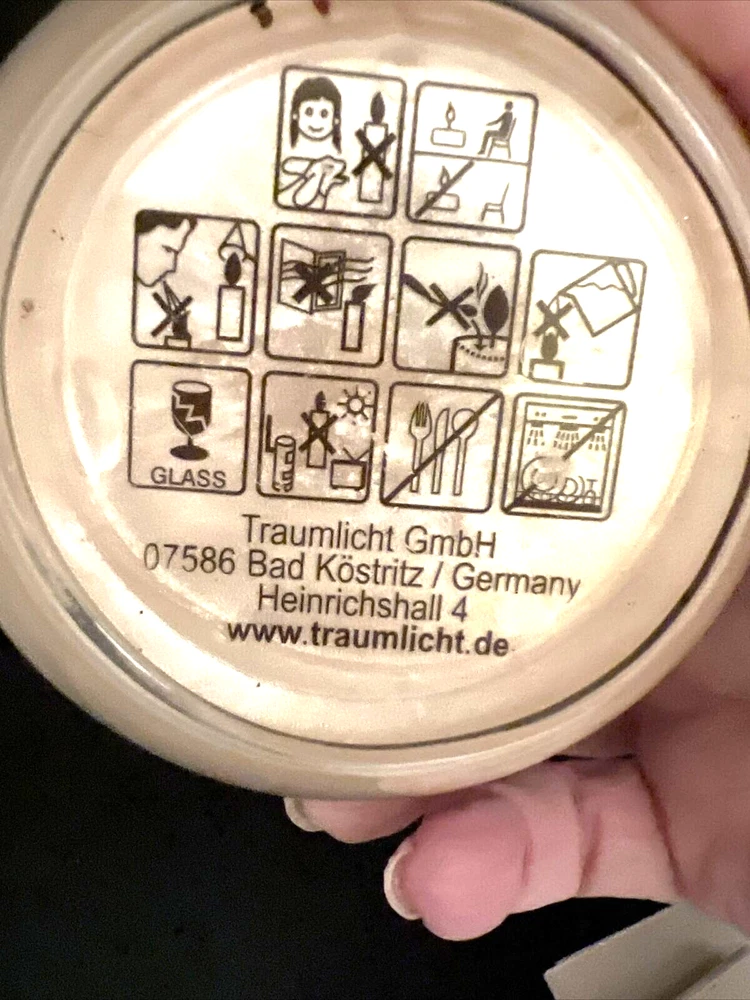 GLASS
Traumlicht GmbH
07586 Bad Köstritz / Germany
Heinrichshall 4
www.traumlicht.de